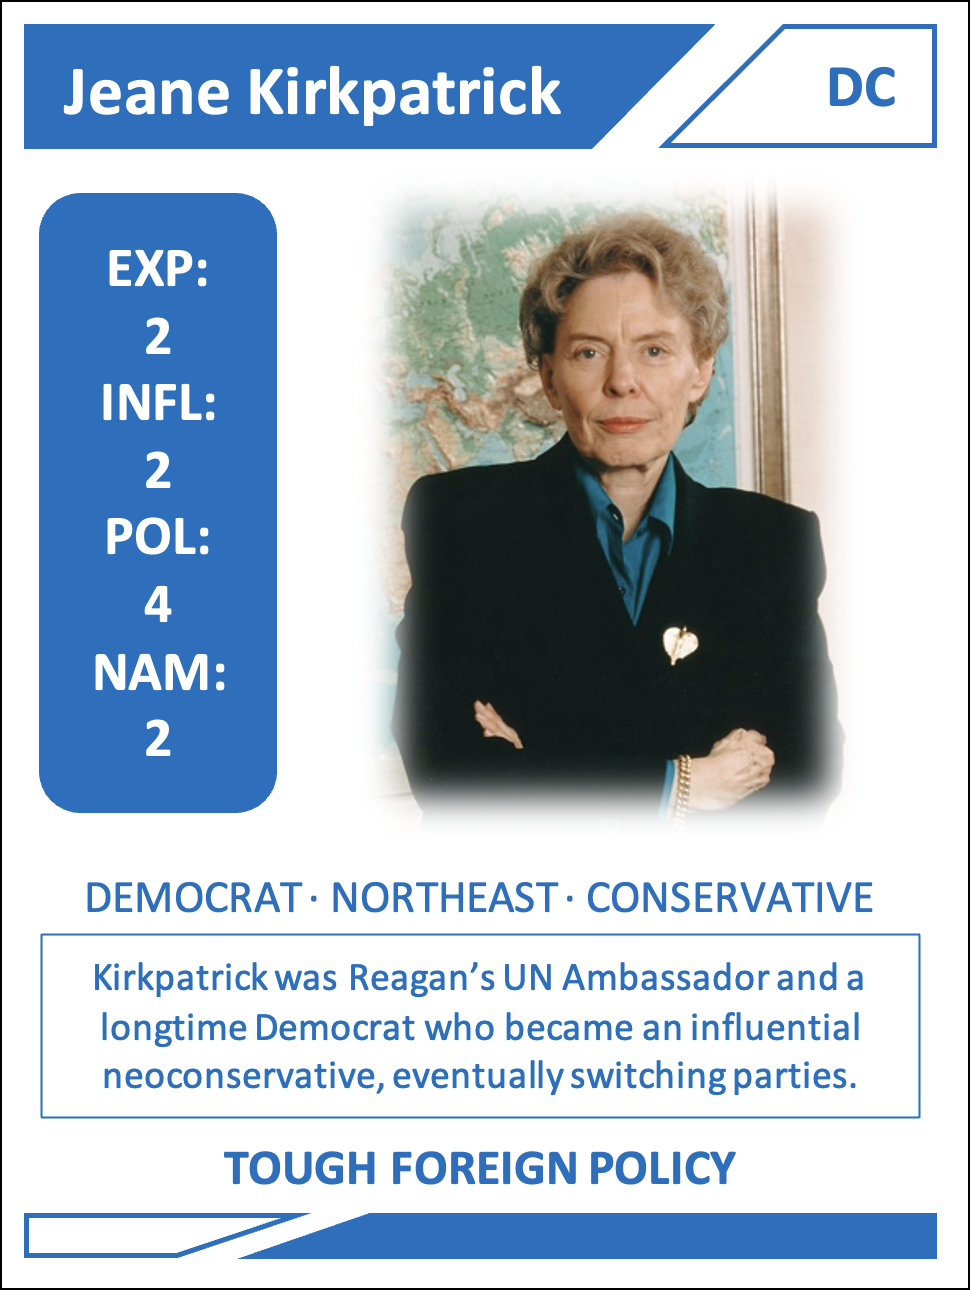 Jeane Kirkpatrick
DC
EXP:
2
INFL:
2
POL:
4
NAM:
2
DEMOCRAT · NORTHEAST · CONSERVATIVE
Kirkpatrick was Reagan’s UN Ambassador and a
longtime Democrat who became an influential
neoconservative, eventually switching parties.
TOUGH FOREIGN POLICY